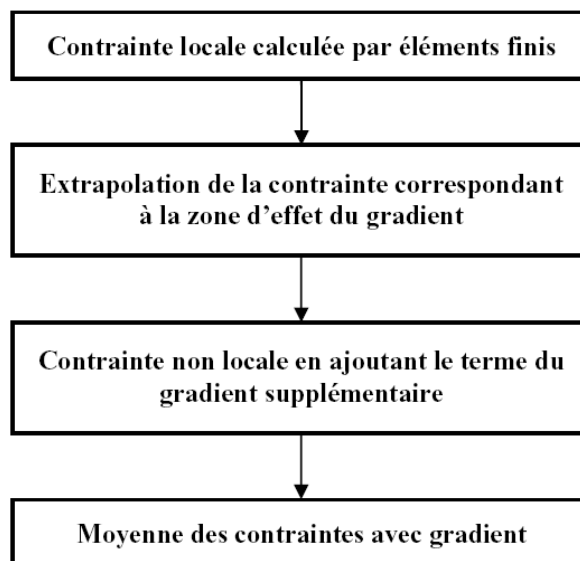 Contrainte locale calculée par éléments finis
Extrapolation de la contrainte correspondant
à la zone d’effet du gradient
Contrainte non locale en ajoutant le terme du
gradient supplémentaire
Moyenne des contraintes avec gradient